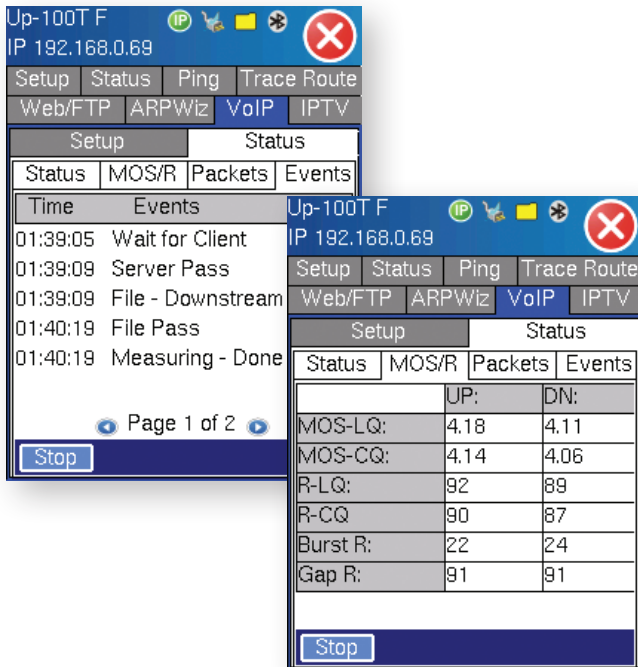 Up-100T F IP
IP 192.168.0.69
Setup Status Ping Trace Route
Web/FTP ARPWiz VoIP IPTV
Setup Status
Status MOS/R Packets Events
Time Events
01:39:05 Wait for Client
01:39:09 Server Pass
01:39:09 File - Downstream
01:40:19 File Pass
01:40:19 Measuring - Done
Page 1 of 2
Stop
Up-100T F IP
IP 192.168.0.69
Setup Status Ping Trace Route
Web/FTP ARPWiz VoIP IPTV
Setup Status
Status MOS/R Packets Events
UP: DN:
MOS-LQ: 4.18 4.11
MOS-CQ: 4.14 4.06
R-LQ: 92 89
R-CQ 90 87
Burst R: 22 24
Gap R: 91 91
Stop